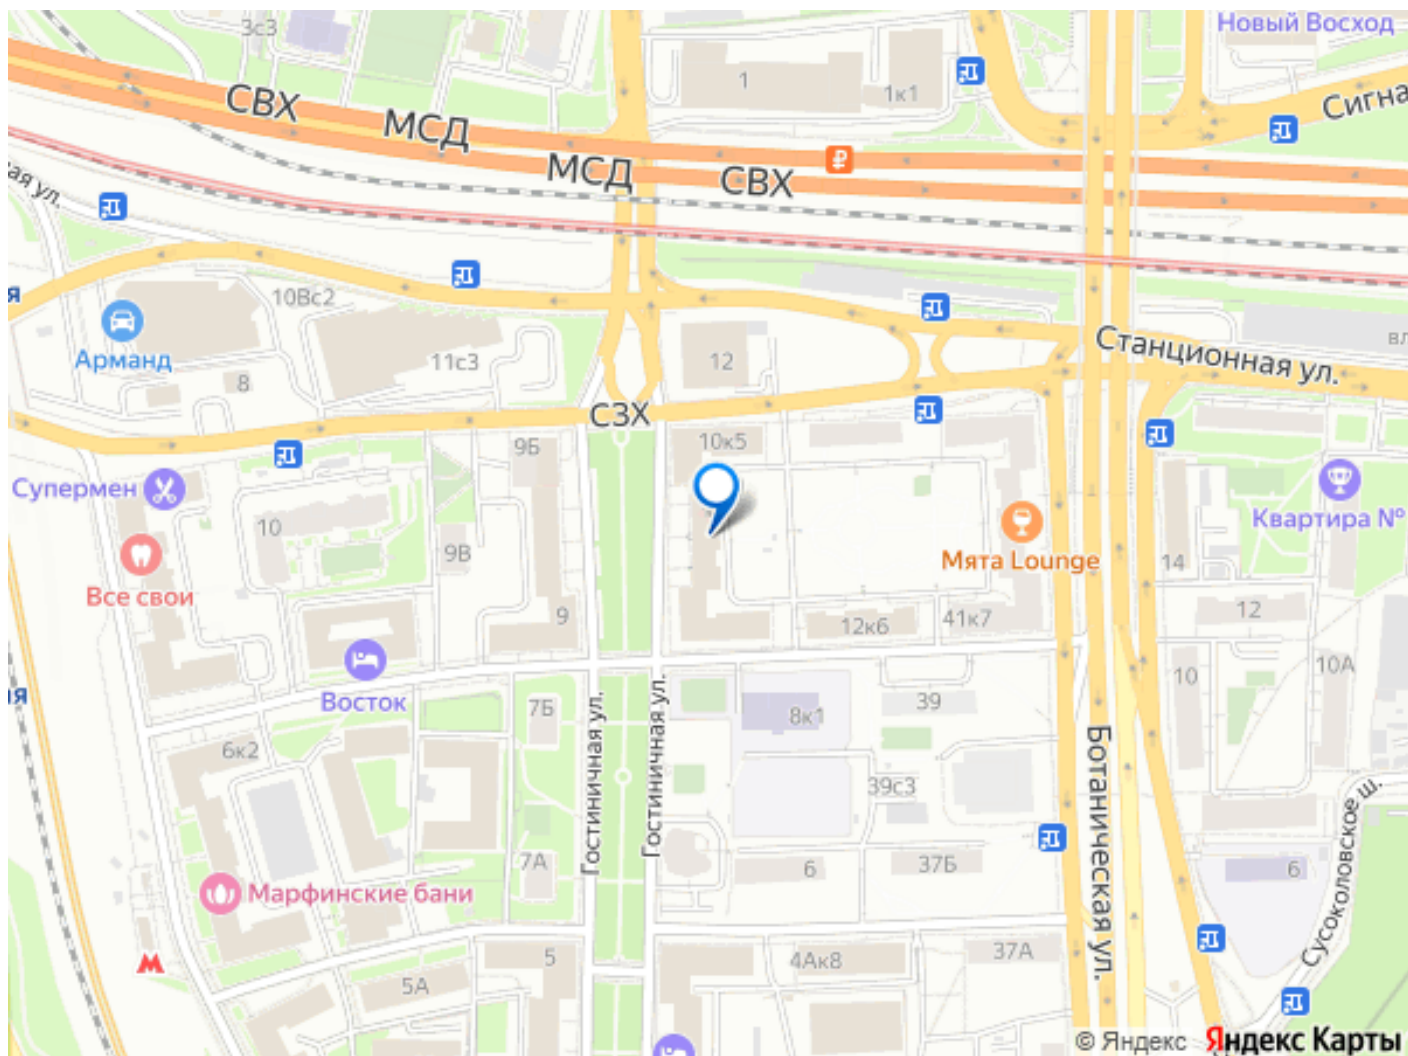 3с3
Новый Восход
1
1к1
СВХ
МСД
Сигна
МСД
СВХ
ая ул.
я
10Вс2
Арманд
11с3
8
12
Станционная ул.
вл
СЗХ
9Б
10к5
Супермен
10
9В
Квартира №
Мята Lounge
Все свои
14
9
12к6
41к7
12
10А
10
Восток
ая
7Б
Гостиничная ул.
Гостиничная ул.
8к1
39
6к2
Ботаническая ул.
39с3
Сусоколовское ш.
7А
6
37Б
6
Марфинские бани
5
4Ак8
37А
5А
© Яндекс
Яндекс Карты